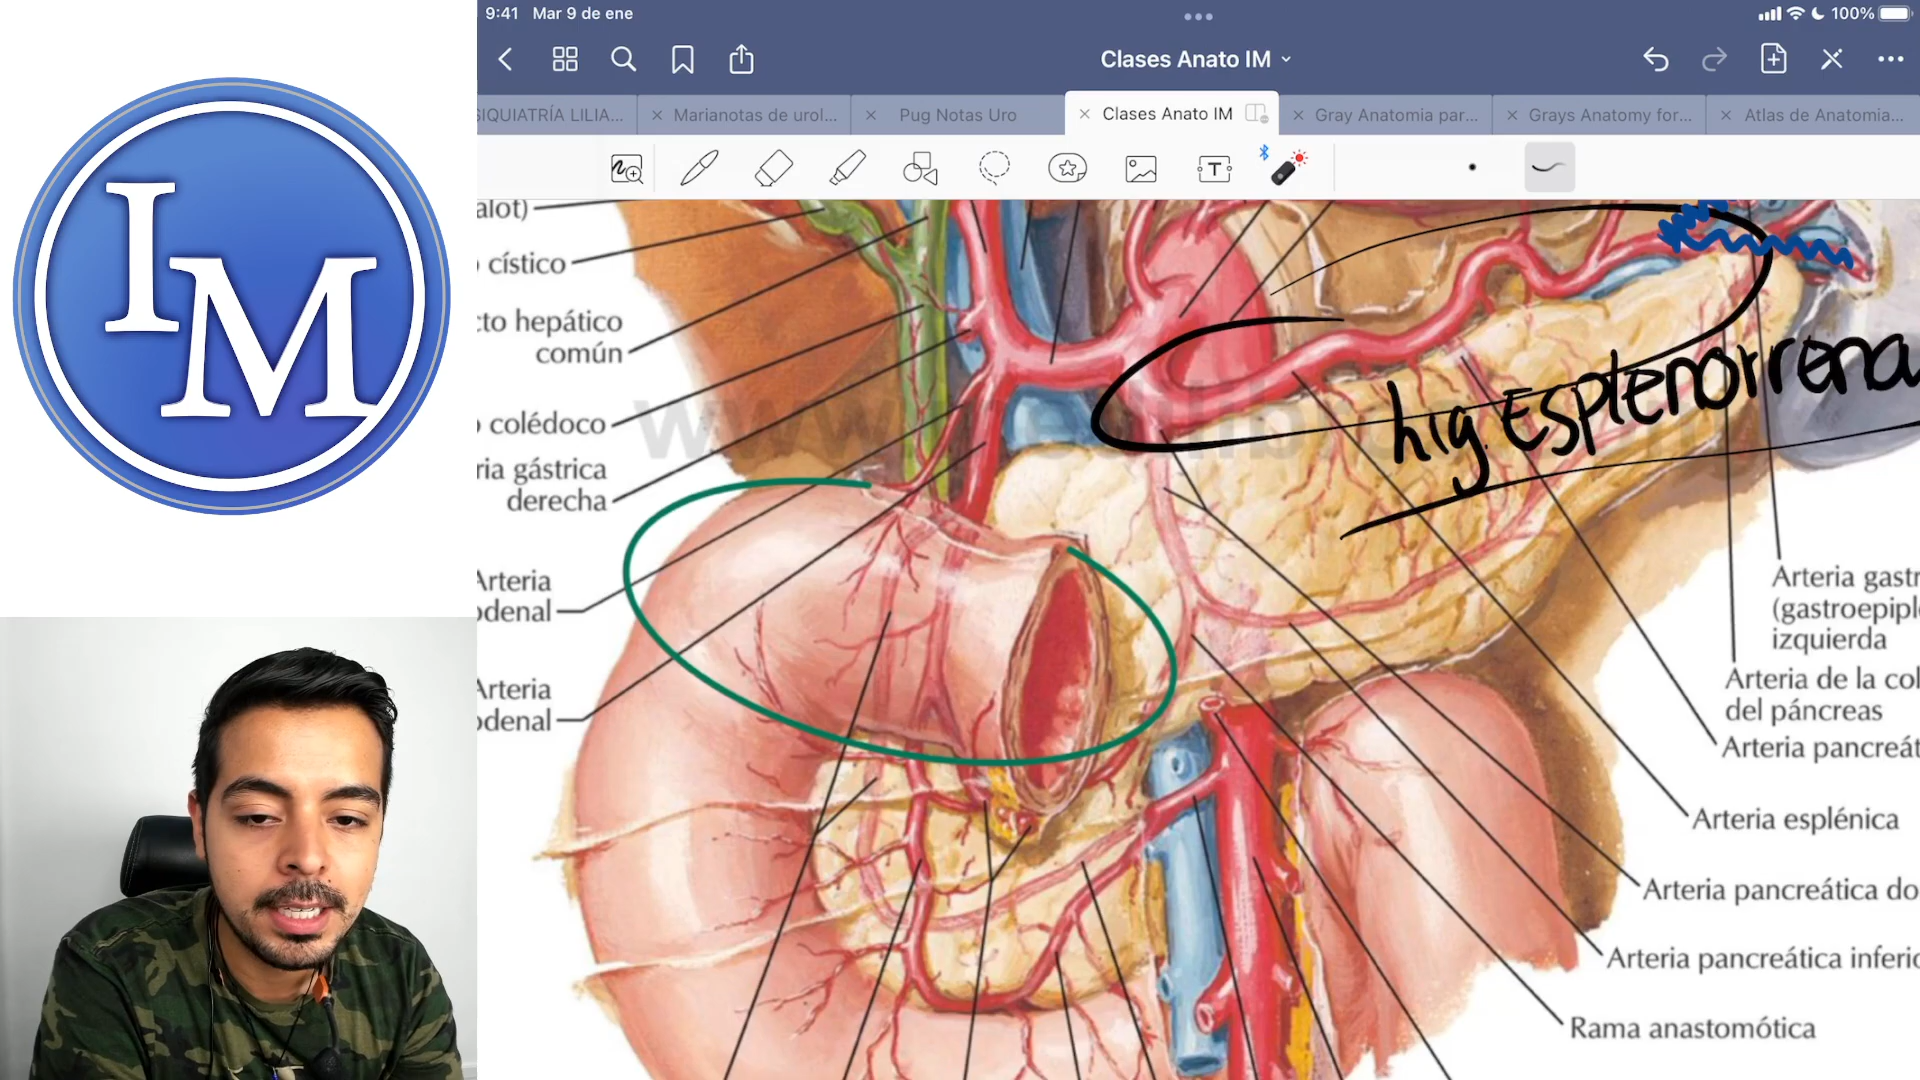 9:41 Mar 9 de ene
100%
Clases Anato IM
SIQUIATRÍA LILIA...
Marianotas de urol...
Pug Notas Uro
Clases Anato IM
Gray Anatomia par...
Grays Anatomy for...
Atlas de Anatomia...
IM
alot)
cístico
cto hepático
común
colédoco
ria gástrica
derecha
Arteria
odenal
Arteria
odenal
lig. Esplenorrena
Arteria gastr
(gastroepiplo
izquierda
Arteria de la col
del páncreas
Arteria pancreát
Arteria esplénica
Arteria pancreática do
Arteria pancreática inferio
Rama anastomótica